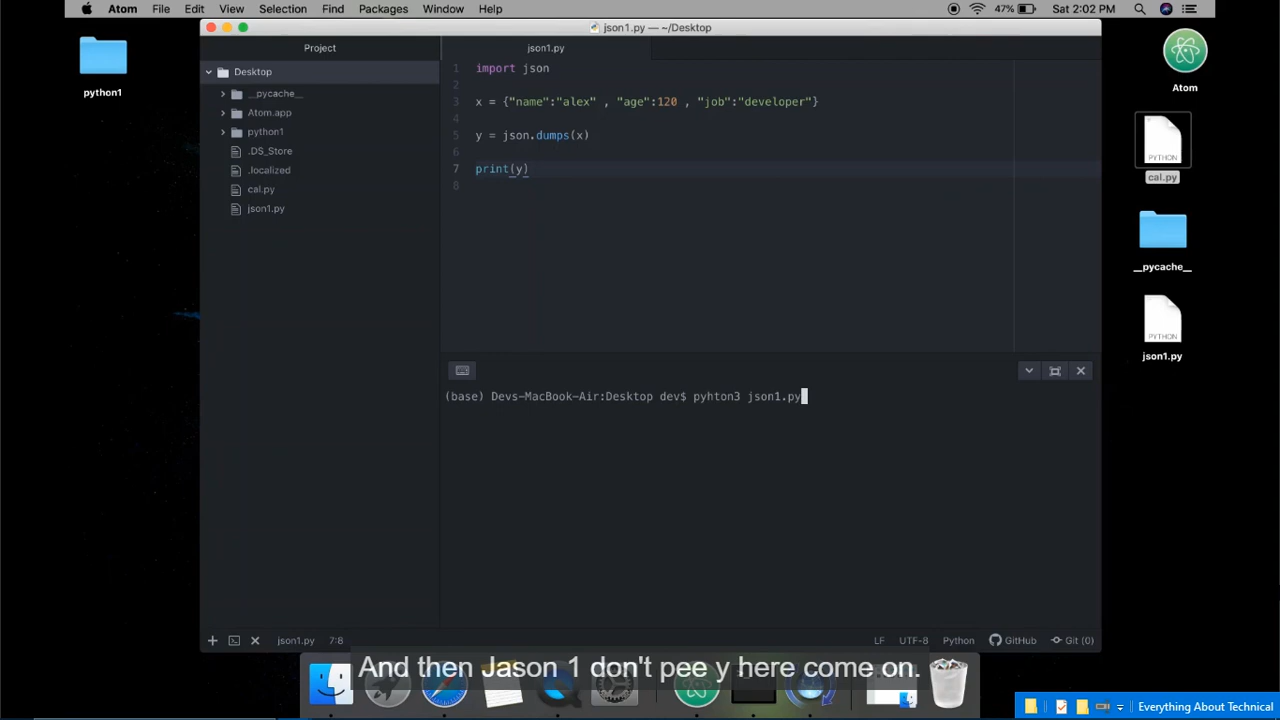 Atom File Edit View Selection Find Packages Window Help
47% Sat 2:02 PM
json1.py — ~/Desktop
python1
Project
json1.py
Desktop
__pycache__
Atom.app
python1
.DS_Store
.localized
cal.py
json1.py
1 import json
2
3 x = {"name":"alex" , "age":120 , "job":"developer"}
4
5 y = json.dumps(x)
6
7 print(y)
8
Atom
PYTHON
cal.py
__pycache__
PYTHON
json1.py
(base) Devs-MacBook-Air:Desktop dev$ pyhton3 json1.py
json1.py 7:8
LF UTF-8 Python GitHub Git (0)
And then Jason 1 don't pee y here come on.
Everything About Technical